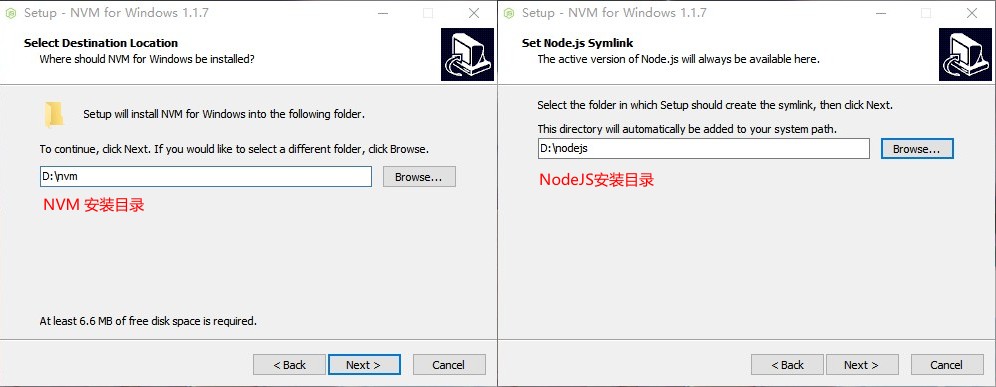 Setup - NVM for Windows 1.1.7
Select Destination Location
Where should NVM for Windows be installed?
Setup will install NVM for Windows into the following folder.
To continue, click Next. If you would like to select a different folder, click Browse.
D:\nvm
Browse...
NVM 安装目录
At least 6.6 MB of free disk space is required.
< Back
Next >
Cancel
Setup - NVM for Windows 1.1.7
Set Node.js Symlink
The active version of Node.js will always be available here.
Select the folder in which Setup should create the symlink, then click Next.
This directory will automatically be added to your system path.
D:\nodejs
Browse...
NodeJS安装目录
< Back
Next >
Cancel